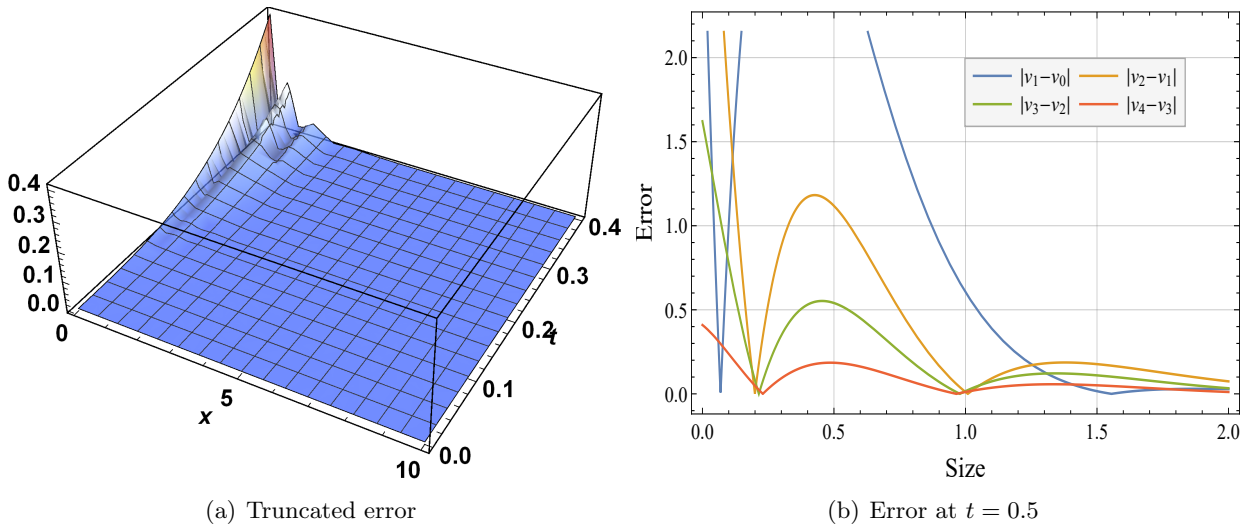 0.4
0.3
0.2
0.1
0.0
0
5
10
x
0.0
0.1
0.2
0.3
0.4
t
(a) Truncated error
2.0
1.5
1.0
0.5
0.0
Error
|v₁−v₀| |v₂−v₁|
|v₃−v₂| |v₄−v₃|
0.0 0.5 1.0 1.5 2.0
Size
(b) Error at t = 0.5